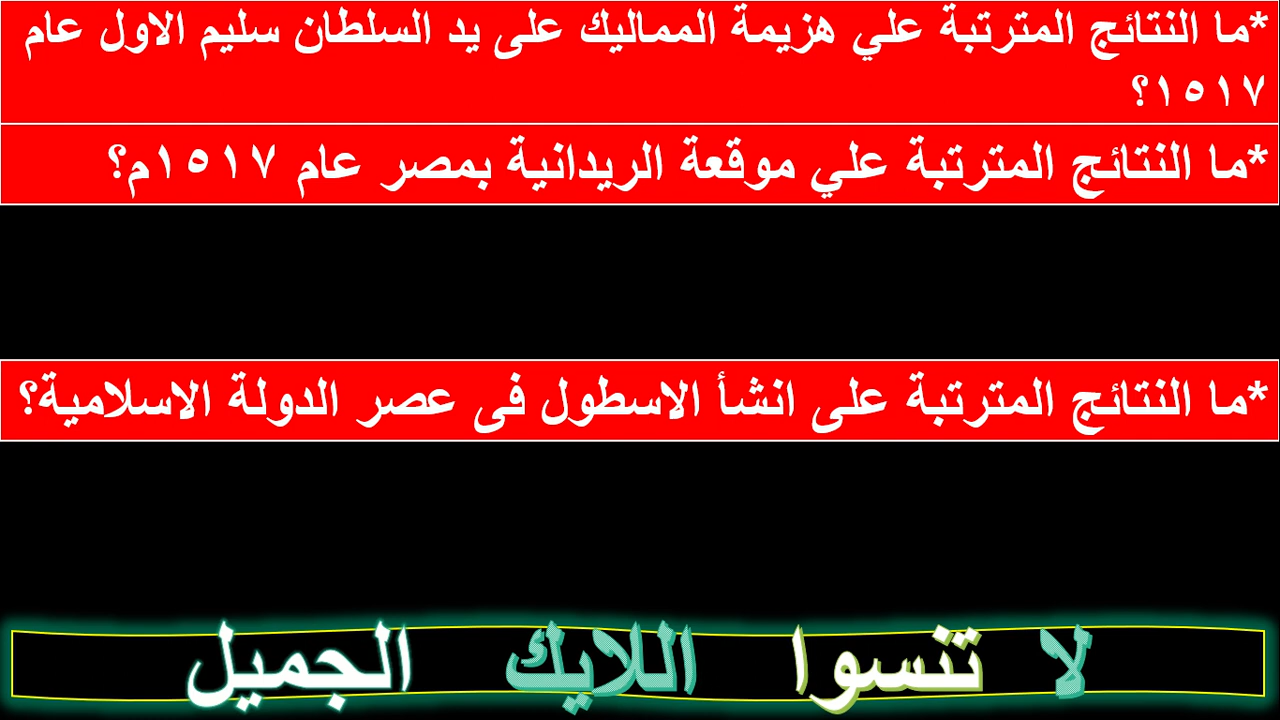 *ما النتائج المترتبة علي هزيمة المماليك على يد السلطان سليم الاول عام
١٥١٧؟
*ما النتائج المترتبة علي موقعة الريدانية بمصر عام ١٥١٧م؟
*ما النتائج المترتبة على انشأ الاسطول فى عصر الدولة الاسلامية؟
لا تنسوا اللايك الجميل